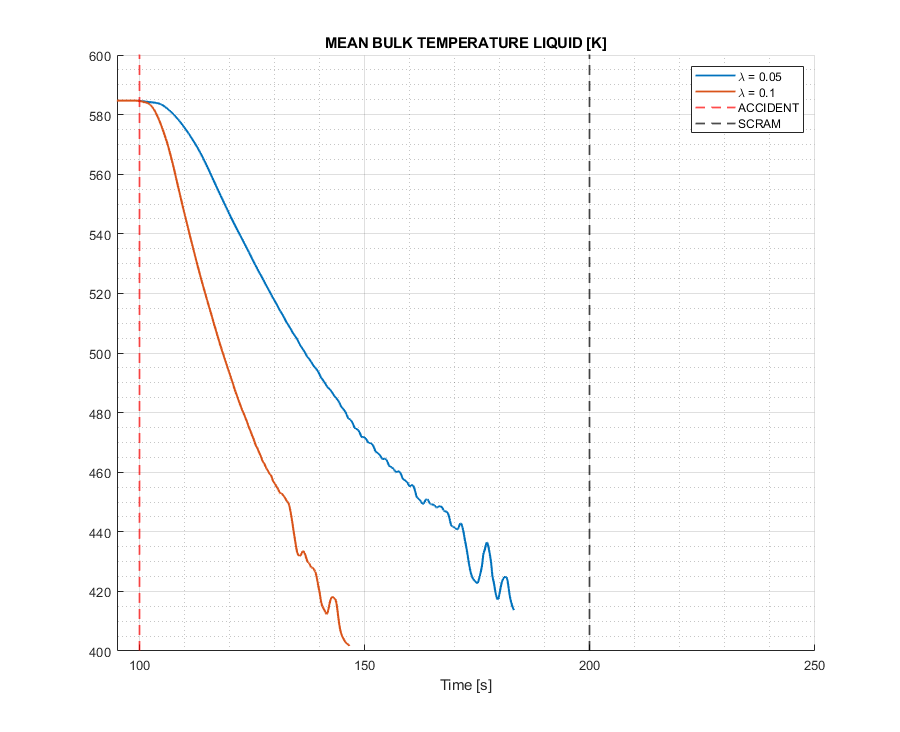 MEAN BULK TEMPERATURE LIQUID [K]
600
580
560
540
520
500
480
460
440
420
400
λ = 0.05
λ = 0.1
ACCIDENT
SCRAM
100
150
200
250
Time [s]